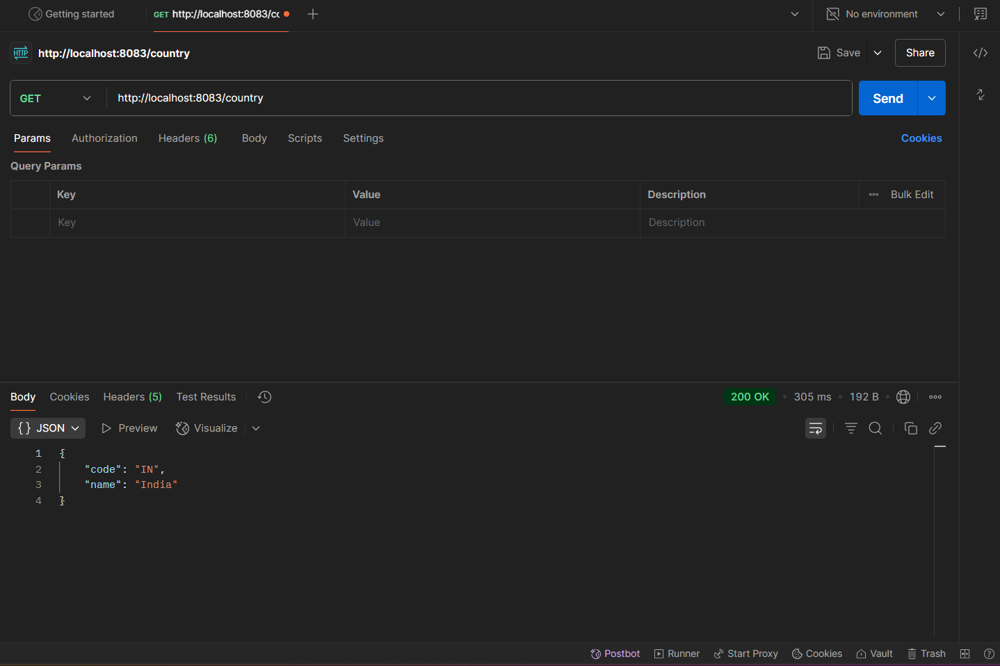 Getting started GET http://localhost:8083/cc No environment
HTTP http://localhost:8083/country Save Share
GET http://localhost:8083/country Send
Params Authorization Headers (6) Body Scripts Settings Cookies
Query Params
Key Value Description Bulk Edit
Key Value Description
Body Cookies Headers (5) Test Results 200 OK • 305 ms • 192 B
{} JSON Preview Visualize
1 {
2 "code": "IN",
3 "name": "India"
4 }
Postbot Runner Start Proxy Cookies Vault Trash